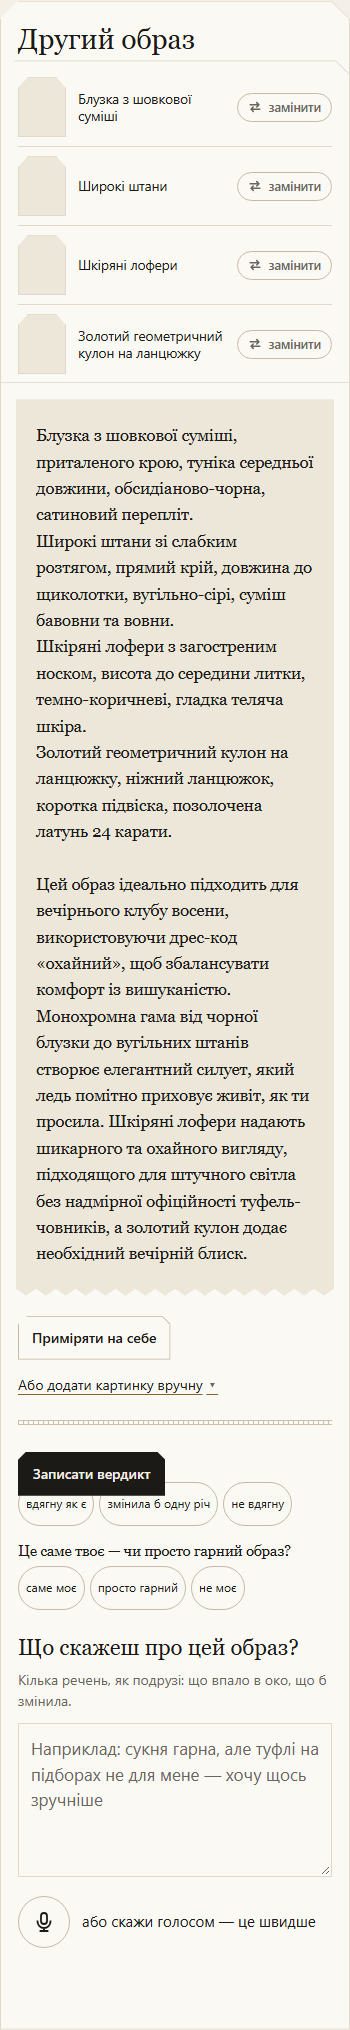 Другий образ
Блузка з шовкової
суміші
замінити
Широкі штани
замінити
Шкіряні лофери
замінити
Золотий геометричний
кулон на ланцюжку
замінити
Блузка з шовкової суміші,
приталеного крою, туніка середньої
довжини, обсидіаново-чорна,
сатиновий перепліт.
Широкі штани зі слабким
розтягом, прямий крій, довжина до
щиколотки, вугільно-сірі, суміш
бавовни та вовни.
Шкіряні лофери з загостреним
носком, висота до середини литки,
темно-коричневі, гладка теляча
шкіра.
Золотий геометричний кулон на
ланцюжку, ніжний ланцюжок,
коротка підвіска, позолочена
латунь 24 карати.
Цей образ ідеально підходить для
вечірнього клубу восени,
використовуючи дрес-код
«охайний», щоб збалансувати
комфорт із вишуканістю.
Монохромна гама від чорної
блузки до вугільних штанів
створює елегантний силует, який
ледь помітно приховує живіт, як ти
просила. Шкіряні лофери надають
шикарного та охайного вигляду,
підходящого для штучного світла
без надмірної офіційності туфель-
човників, а золотий кулон додає
необхідний вечірній блиск.
Приміряти на себе
Або додати картинку вручну
Записати вердикт
вдягну як є
змінила б одну річ
не вдягну
Це саме твоє — чи просто гарний образ?
саме моє
просто гарний
не моє
Що скажеш про цей образ?
Кілька речень, як подрузі: що впало в око, що б
змінила.
Наприклад: сукня гарна, але туфлі на
підборах не для мене — хочу щось
зручніше
або скажи голосом — це швидше